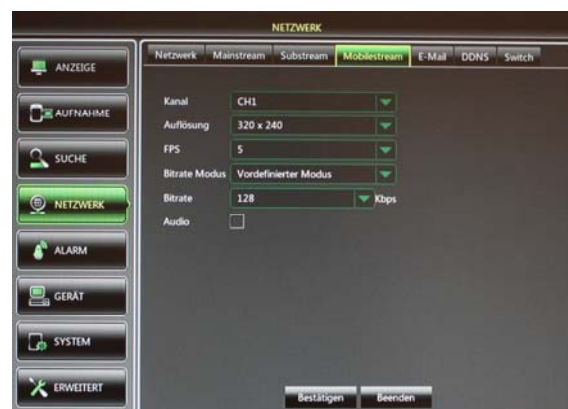 NETZWERK
ANZEIGE
AUFNAHME
SUCHE
NETZWERK
ALARM
GERÄT
SYSTEM
ERWEITERT
Netzwerk Mainstream Substream Mobilestream E-Mail DDNS Switch
Kanal CH1
Auflösung 320 x 240
FPS 5
Bitrate Modus Vordefinierter Modus
Bitrate 128 Kbps
Audio
Bestätigen Beenden